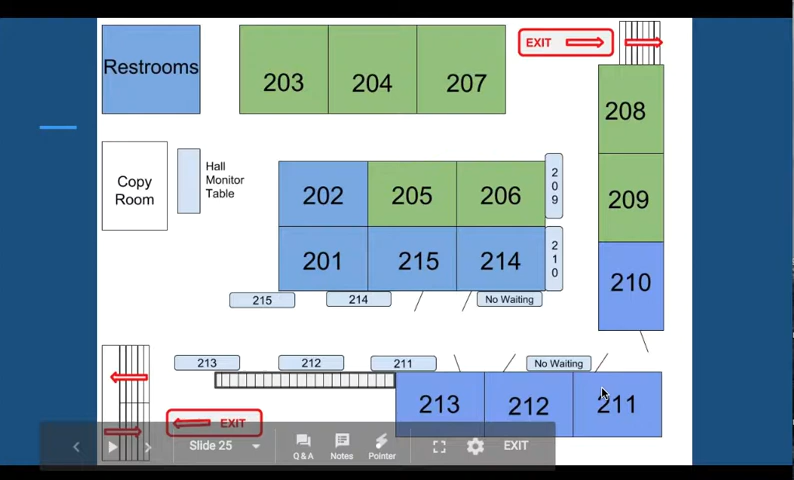 EXIT
Restrooms
203
204
207
208
Copy
Room
Hall
Monitor
Table
202
205
206
2
0
9
209
201
215
214
2
1
0
210
215
214
No Waiting
213
212
211
No Waiting
213
212
211
EXIT
Slide 25
Q & A
Notes
Pointer
EXIT